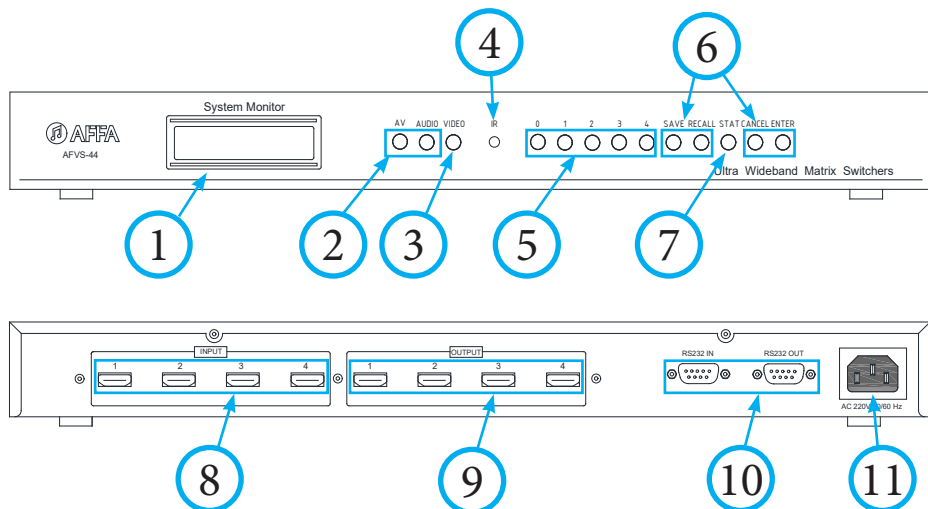 4
6
System Monitor
AFFA
AFVS-44
AV AUDIO VIDEO IR 0 1 2 3 4 SAVE RECALL STAT CANCEL ENTER
Ultra Wideband Matrix Switchers
1
2
3
5
7
INPUT
OUTPUT
RS232 IN
RS232 OUT
1 2 3 4
1 2 3 4
AC 220V
/60 Hz
8
9
10
11